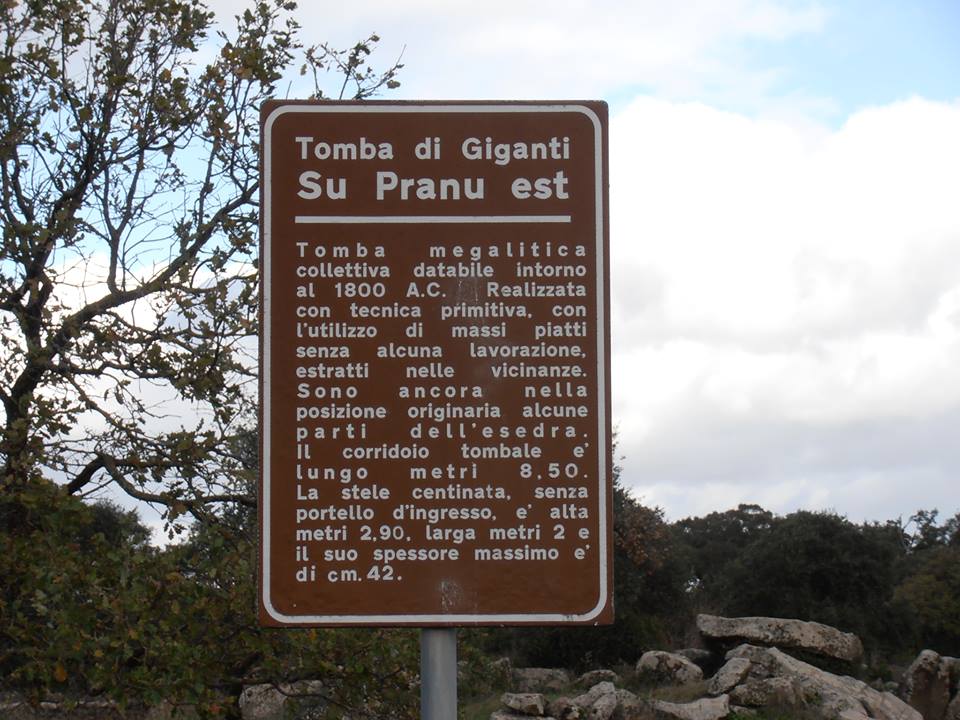 Tomba di Giganti
Su Pranu est
Tomba megalitica
collettiva databile intorno
al 1800 A.C. Realizzata
con tecnica primitiva, con
l'utilizzo di massi piatti
senza alcuna lavorazione,
estratti nelle vicinanze.
Sono ancora nella
posizione originaria alcune
parti dell'esedra.
Il corridoio tombale e'
lungo metri 8,50.
La stele centinata, senza
portello d'ingresso, e' alta
metri 2,90, larga metri 2 e
il suo spessore massimo e'
di cm. 42.